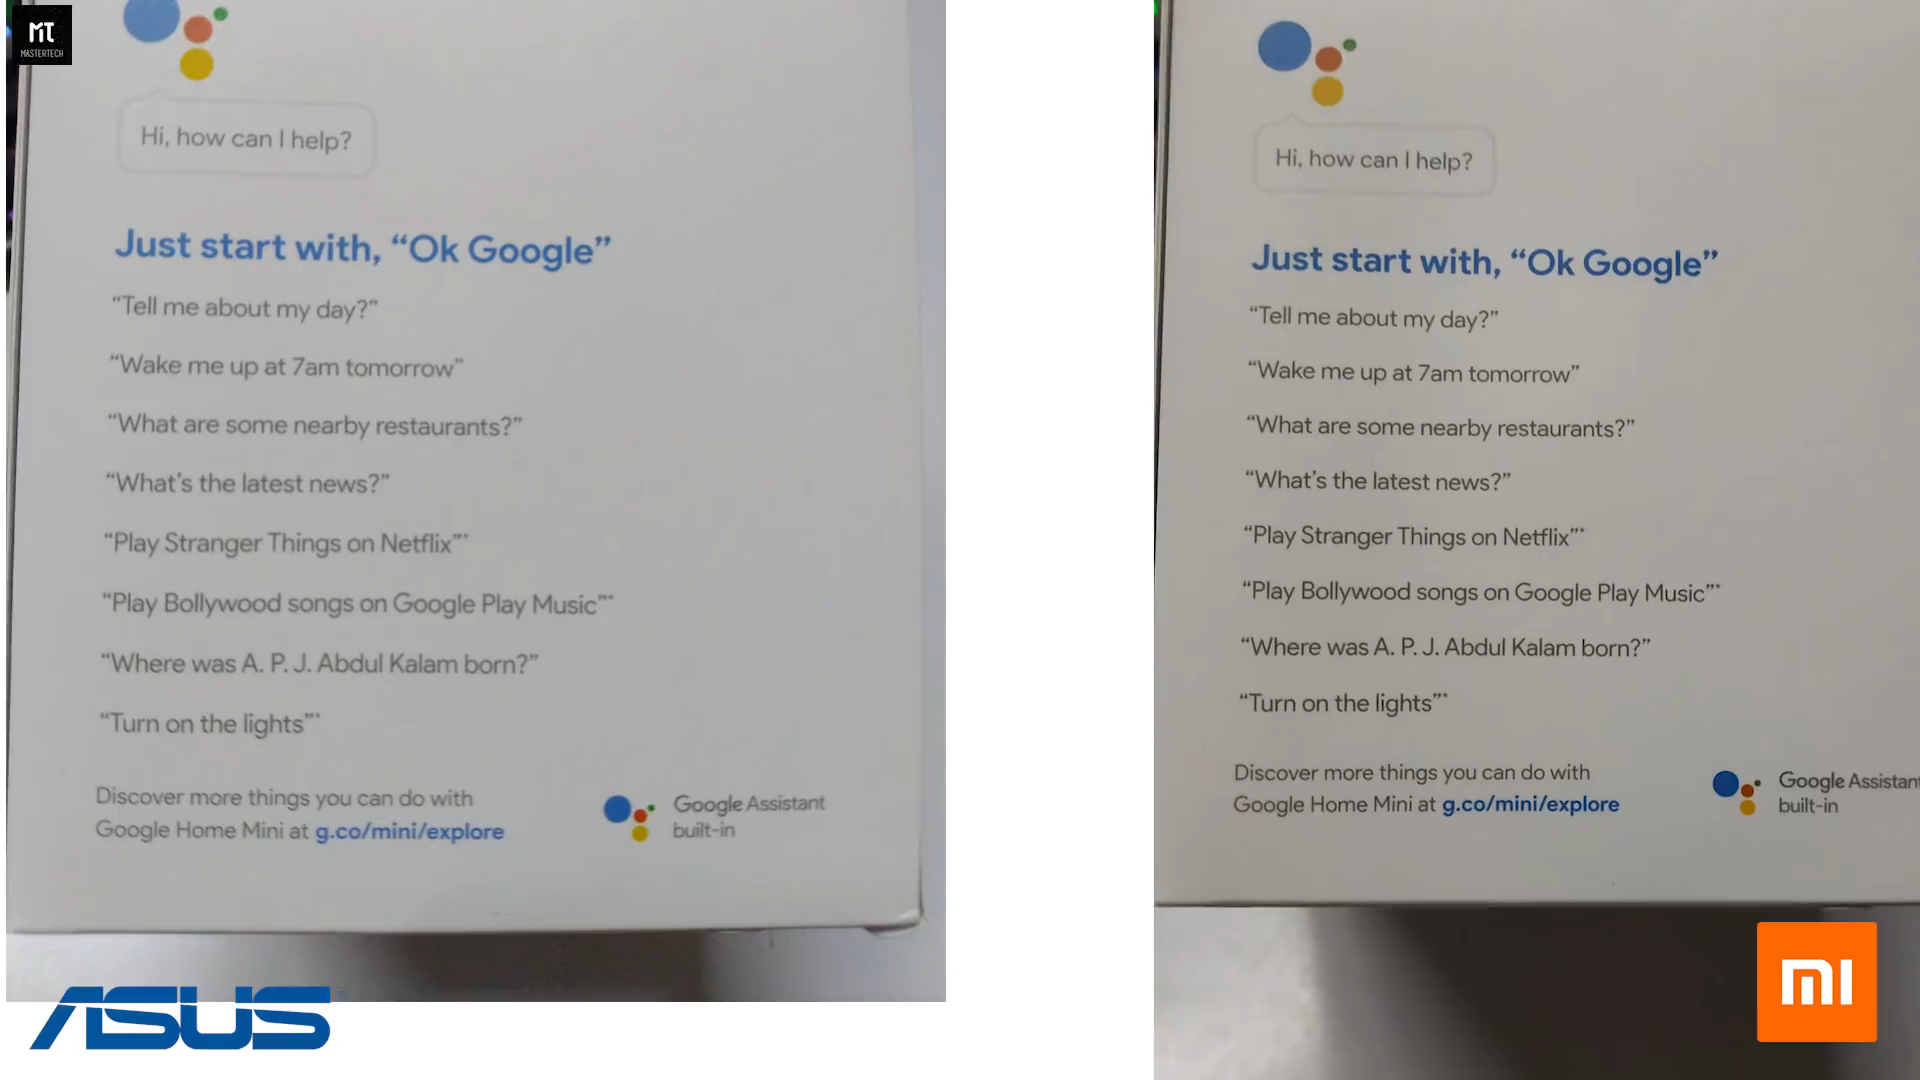 MT
MASTERTECH
Hi, how can I help?
Just start with, “Ok Google”
“Tell me about my day?”
“Wake me up at 7am tomorrow”
“What are some nearby restaurants?”
“What’s the latest news?”
“Play Stranger Things on Netflix”*
“Play Bollywood songs on Google Play Music”*
“Where was A. P. J. Abdul Kalam born?”
“Turn on the lights”*
Discover more things you can do with
Google Home Mini at g.co/mini/explore
Google Assistant
built-in
ASUS
Hi, how can I help?
Just start with, “Ok Google”
“Tell me about my day?”
“Wake me up at 7am tomorrow”
“What are some nearby restaurants?”
“What’s the latest news?”
“Play Stranger Things on Netflix”*
“Play Bollywood songs on Google Play Music”*
“Where was A. P. J. Abdul Kalam born?”
“Turn on the lights”*
Discover more things you can do with
Google Home Mini at g.co/mini/explore
Google Assistant
built-in
MI